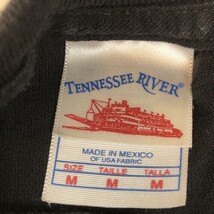 TENNESSEE RIVER®
MADE IN MEXICO
OF USA FABRIC
SIZE TAILLE TALLA
M M M